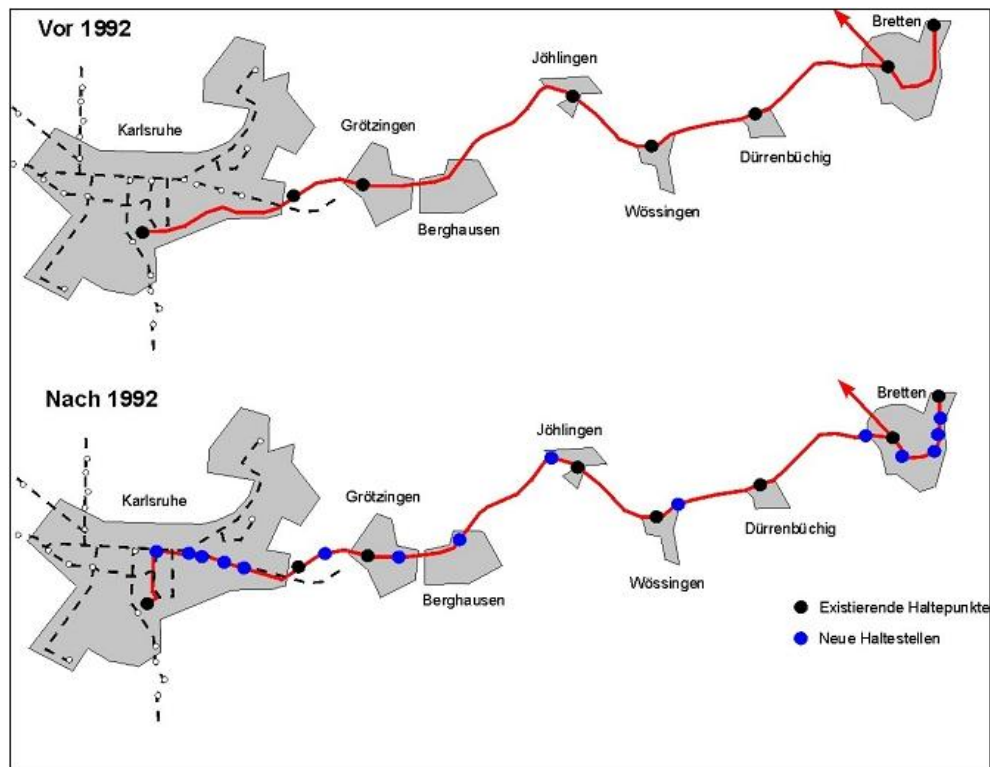 Vor 1992
Bretten
Jöhlingen
Karlsruhe
Grötzingen
Dürrenbüchig
Wössingen
Berghausen
Nach 1992
Bretten
Jöhlingen
Karlsruhe
Grötzingen
Dürrenbüchig
Wössingen
Berghausen
Existierende Haltepunkte
Neue Haltestellen